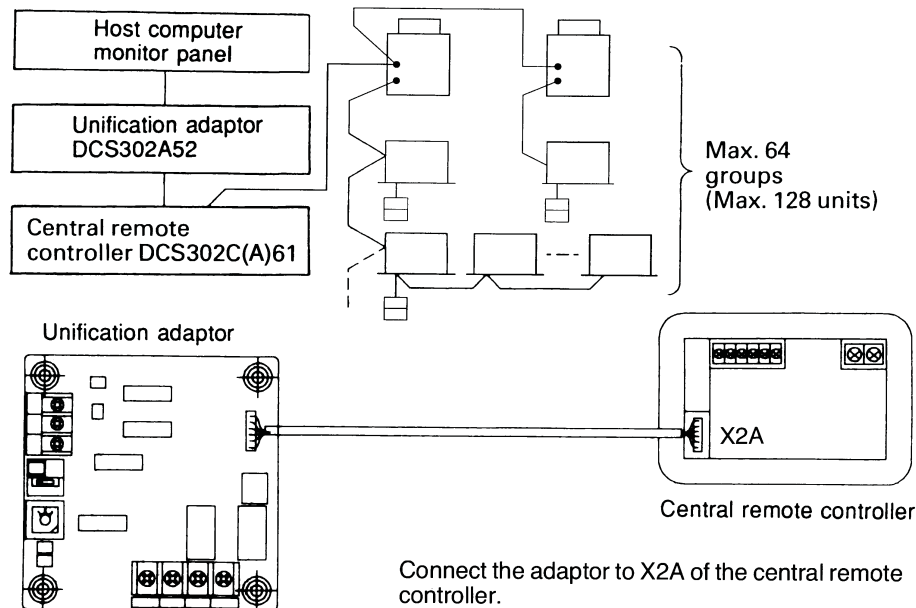 Host computer
monitor panel
Unification adaptor
DCS302A52
Central remote
controller DCS302C(A)61
Max. 64
groups
(Max. 128 units)
Unification adaptor
X2A
Central remote controller
Connect the adaptor to X2A of the central remote
controller.